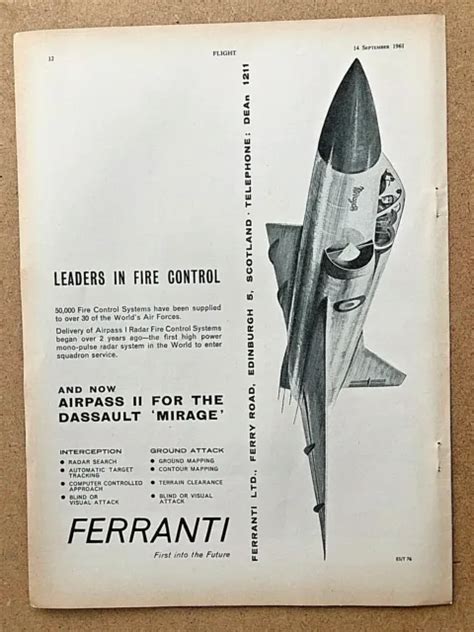 12
FLIGHT
14 SEPTEMBER 1961
LEADERS IN FIRE CONTROL
50,000 Fire Control Systems have been supplied
to over 30 of the World's Air Forces.
Delivery of Airpass I Radar Fire Control Systems
began over 2 years ago—the first high power
mono-pulse radar system in the World to enter
squadron service.
AND NOW
AIRPASS II FOR THE
DASSAULT 'MIRAGE'
INTERCEPTION
● RADAR SEARCH
● AUTOMATIC TARGET
TRACKING
● COMPUTER CONTROLLED
APPROACH
● BLIND OR
VISUAL ATTACK
GROUND ATTACK
● GROUND MAPPING
● CONTOUR MAPPING
● TERRAIN CLEARANCE
● BLIND OR VISUAL
ATTACK
FERRANTI
First into the Future
FERRANTI LTD., FERRY ROAD, EDINBURGH 5, SCOTLAND · TELEPHONE: DEAn 1211
Mirage